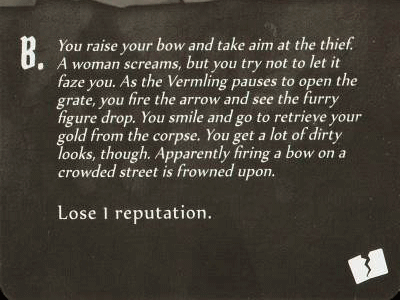 B. You raise your bow and take aim at the thief.
A woman screams, but you try not to let it
faze you. As the Vermling pauses to open the
grate, you fire the arrow and see the furry
figure drop. You smile and go to retrieve your
gold from the corpse. You get a lot of dirty
looks, though. Apparently firing a bow on a
crowded street is frowned upon.
Lose 1 reputation.